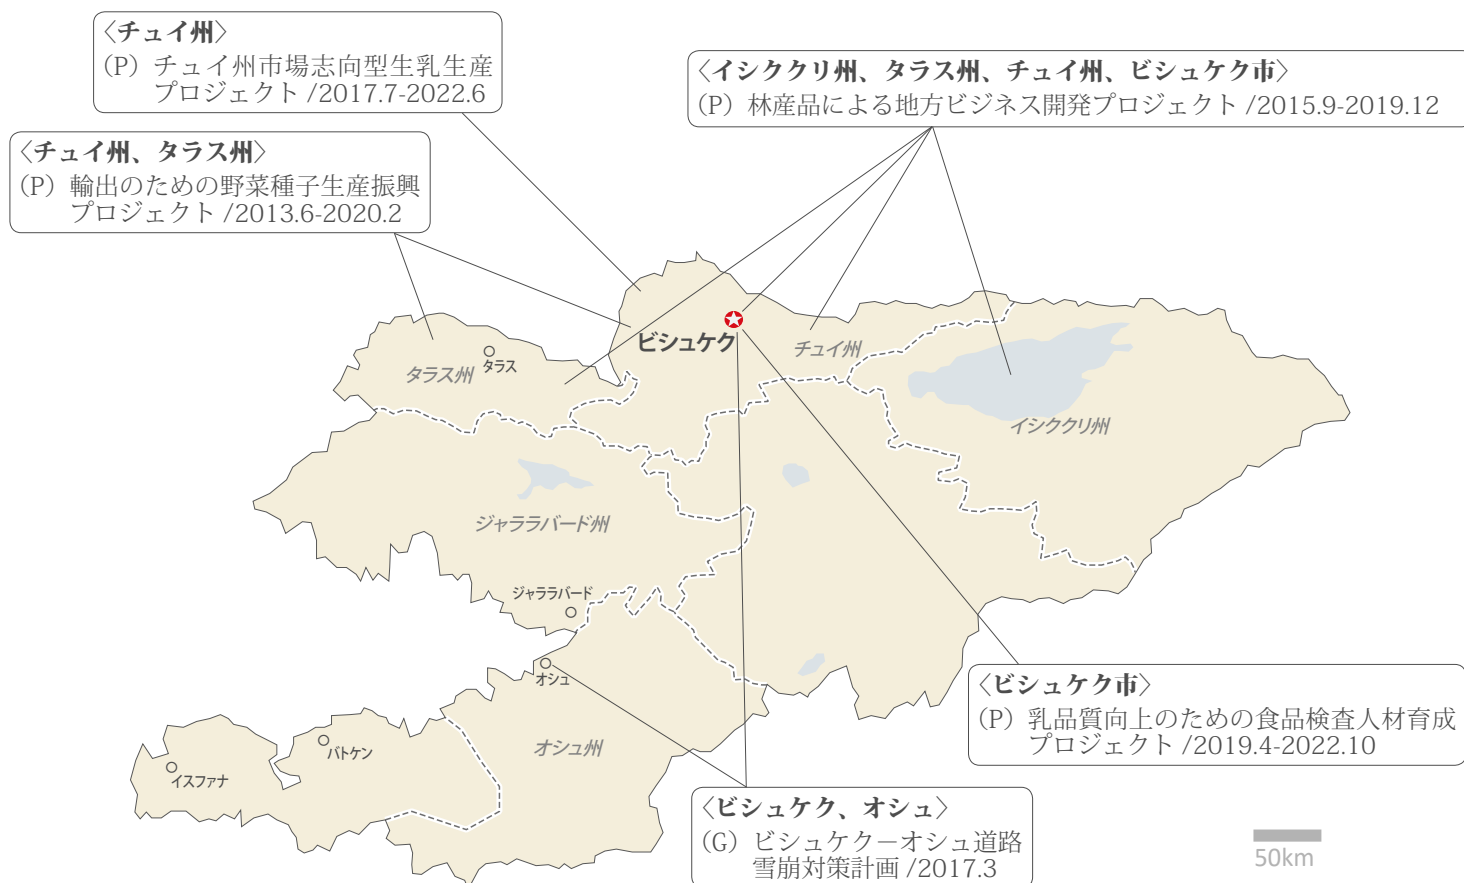 〈チュイ州〉
(P) チュイ州市場志向型生乳生産
プロジェクト /2017.7-2022.6
〈イシククリ州、タラス州、チュイ州、ビシュケク市〉
(P) 林産品による地方ビジネス開発プロジェクト /2015.9-2019.12
〈チュイ州、タラス州〉
(P) 輸出のための野菜種子生産振興
プロジェクト /2013.6-2020.2
ビシュケク
チュイ州
タラス州
タラス
イシククリ州
ジャララバード州
ジャララバード
オシュ
オシュ州
バトケン
イスファナ
〈ビシュケク市〉
(P) 乳品質向上のための食品検査人材育成
プロジェクト /2019.4-2022.10
〈ビシュケク、オシュ〉
(G) ビシュケク－オシュ道路
雪崩対策計画 /2017.3
50km